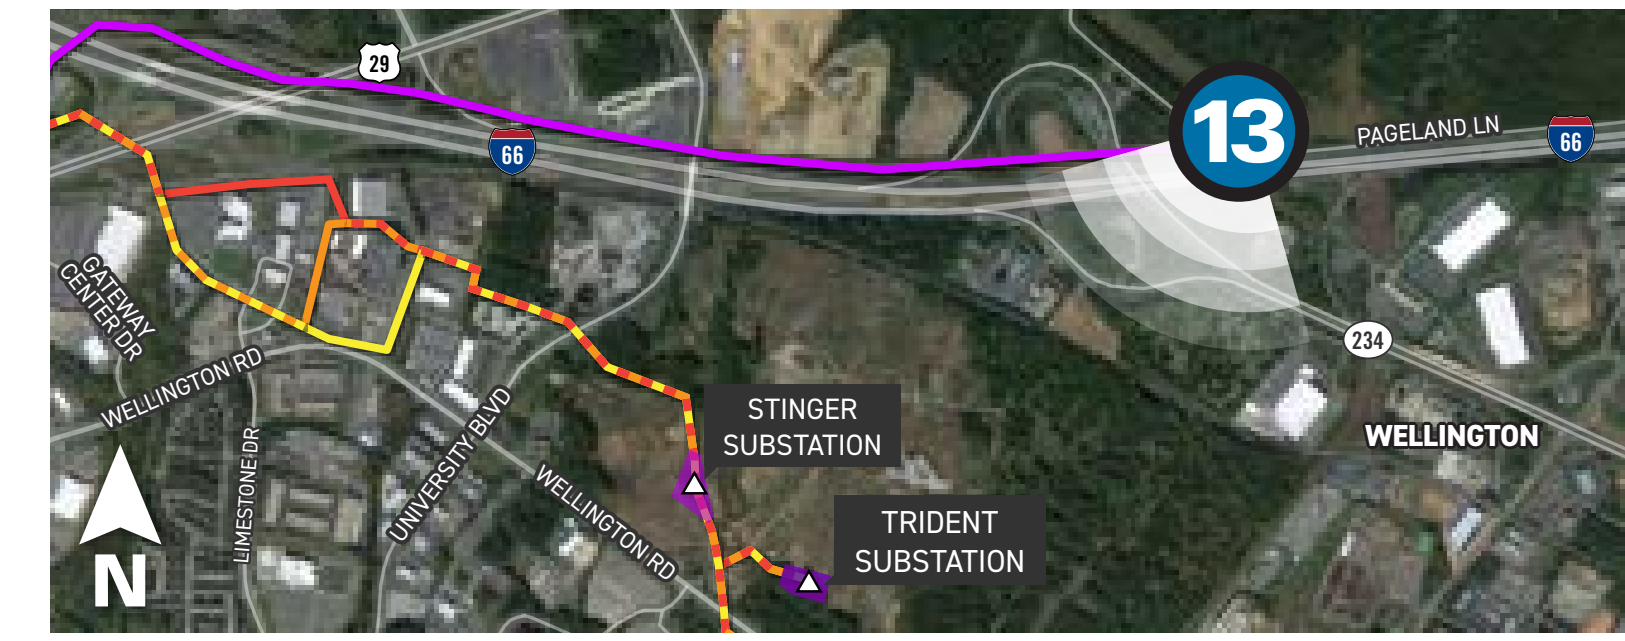 29
66
13
PAGELAND LN
66
GATEWAY
CENTER DR
WELLINGTON RD
234
STINGER
SUBSTATION
WELLINGTON
LIMESTONE DR
UNIVERSITY BLVD
WELLINGTON RD
TRIDENT
SUBSTATION
N